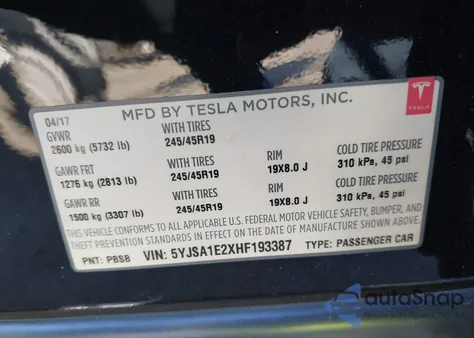 MFD BY TESLA MOTORS, INC.
TESLA
04/17
GVWR WITH TIRES
2600 kg (5732 lb) 245/45R19
GAWR FRT WITH TIRES RIM COLD TIRE PRESSURE
1276 kg (2813 lb) 245/45R19 19X8.0 J 310 kPa, 45 psi
GAWR RR WITH TIRES RIM COLD TIRE PRESSURE
1500 kg (3307 lb) 245/45R19 19X8.0 J 310 kPa, 45 psi
THIS VEHICLE CONFORMS TO ALL APPLICABLE U.S. FEDERAL MOTOR VEHICLE SAFETY, BUMPER, AND
THEFT PREVENTION STANDARDS IN EFFECT ON THE DATE OF MANUFACTURE SHOWN ABOVE.
PNT: PBSB VIN: 5YJSA1E2XHF193387 TYPE: PASSENGER CAR
autoSnap